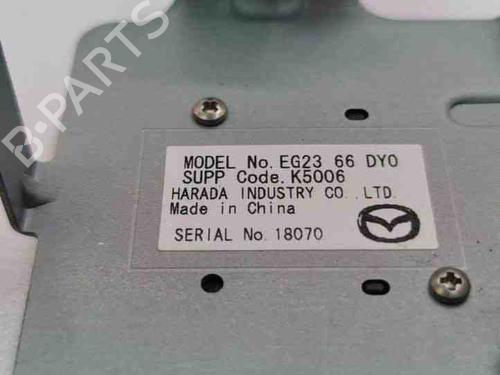 B-PARTS
MODEL No. EG23 66 DY0
SUPP Code. K5006
HARADA INDUSTRY CO., LTD.
Made in China
SERIAL No. 18070